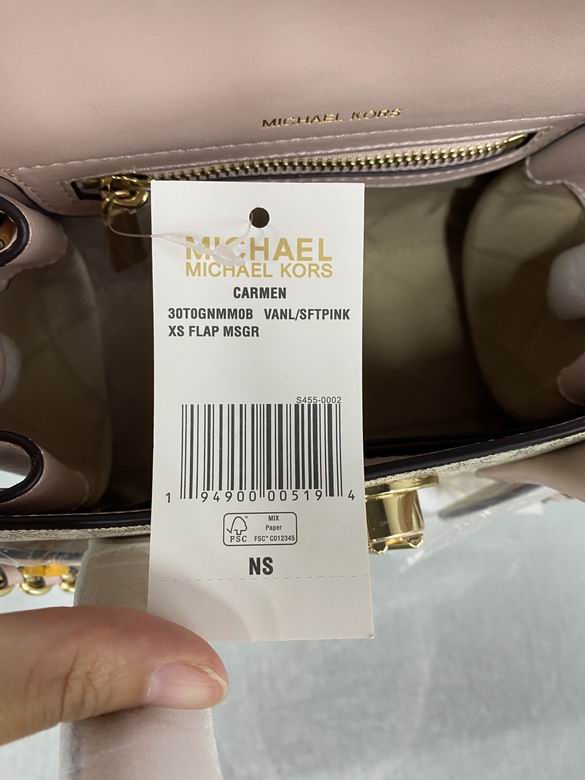 MICHAEL KORS
MICHAEL
MICHAEL KORS
CARMEN
30T0GNMM0B VANL/SFTPINK
XS FLAP MSGR
S455-0002
1 94900 00519 4
FSC
MIX
Paper
FSC™ C012345
NS